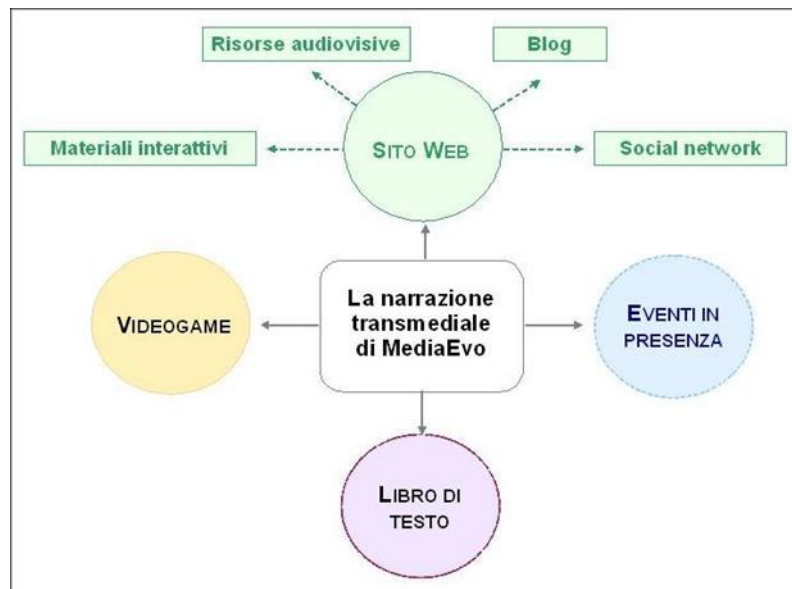 Risorse audiovisive
Blog
Materiali interattivi
SITO WEB
Social network
VIDEOGAME
La narrazione
transmediale
di MediaEvo
EVENTI IN
PRESENZA
LIBRO DI
TESTO